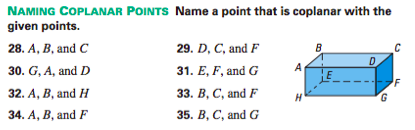 NAMING COPLANAR POINTS Name a point that is coplanar with the
given points.
28. A, B, and C 29. D, C, and F
30. G, A, and D 31. E, F, and G
32. A, B, and H 33. B, C, and F
34. A, B, and F 35. B, C, and G
B C
A D
E F
H G